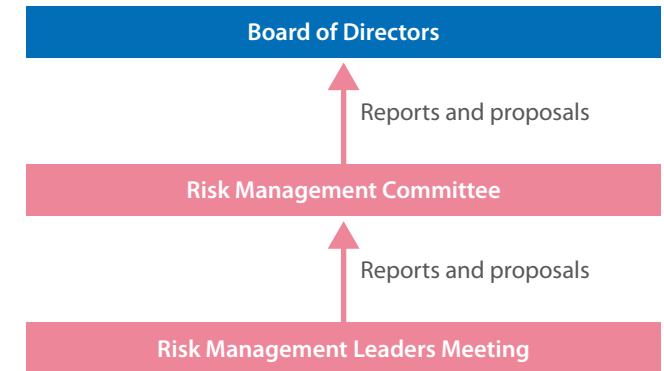 Board of Directors
Reports and proposals
Risk Management Committee
Reports and proposals
Risk Management Leaders Meeting